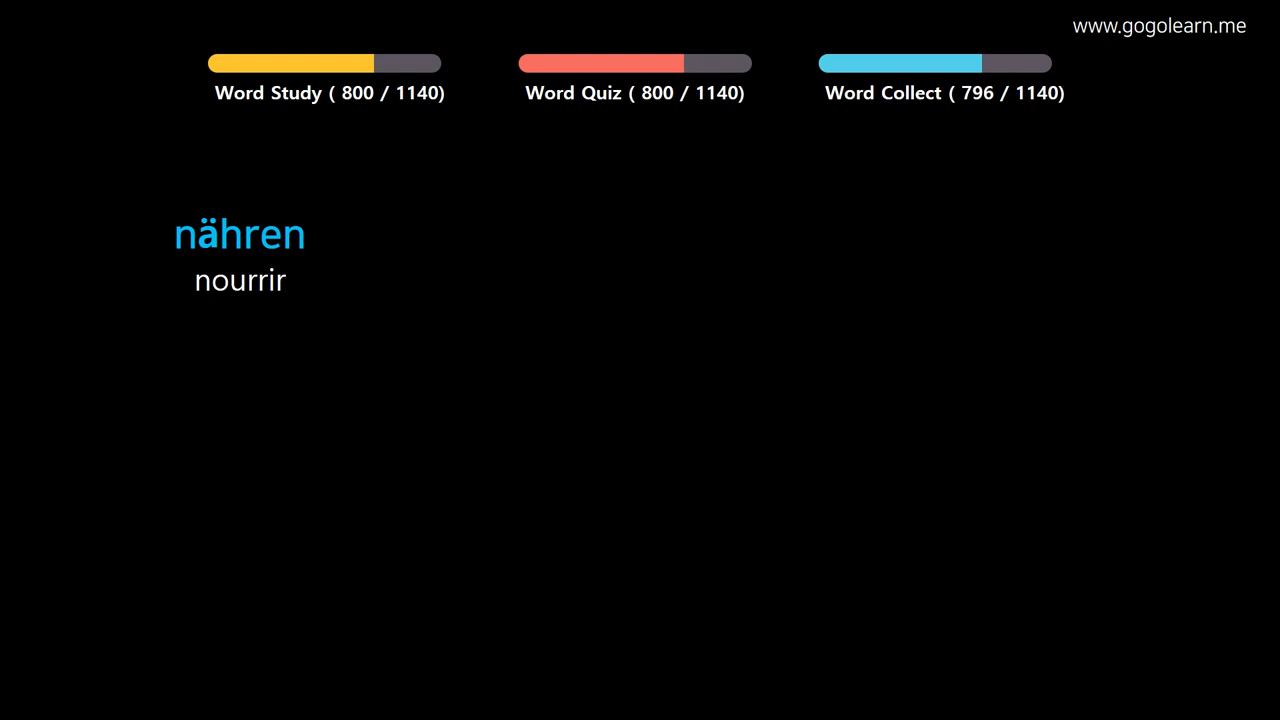 www.gogolearn.me
Word Study ( 800 / 1140)
Word Quiz ( 800 / 1140)
Word Collect ( 796 / 1140)
nähren
nourrir